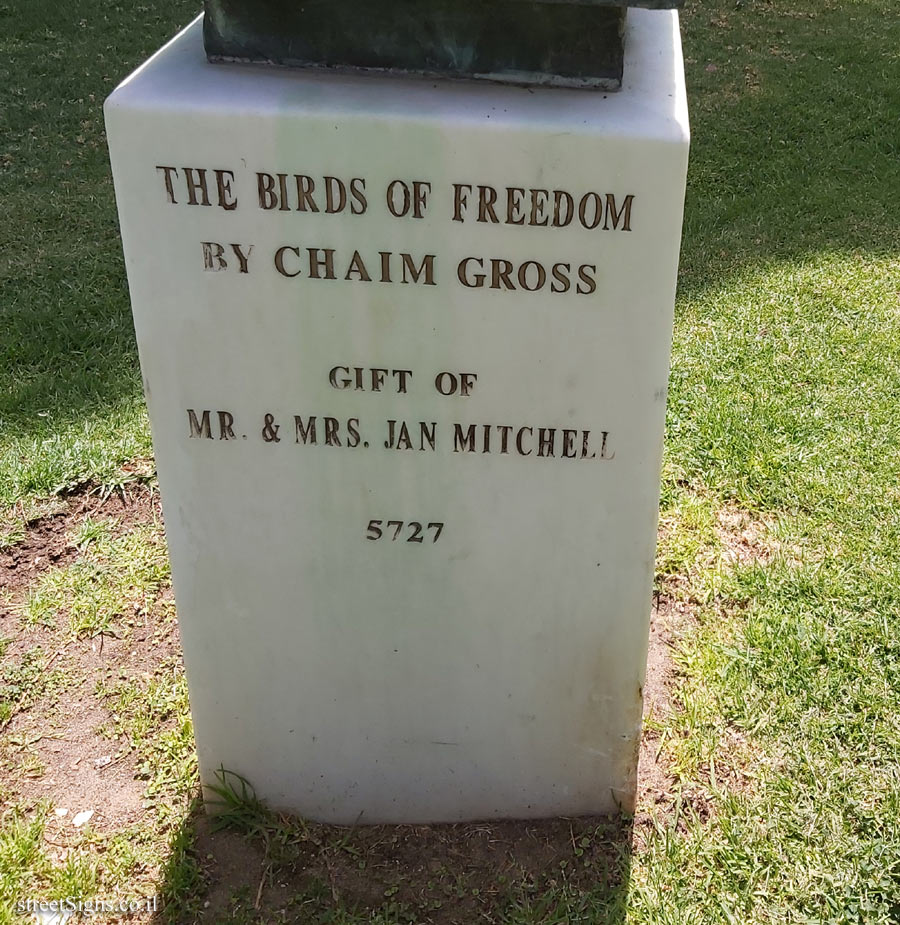 THE BIRDS OF FREEDOM
BY CHAIM GROSS
GIFT OF
MR. & MRS. JAN MITCHELL
5727
streetSigns.co.il